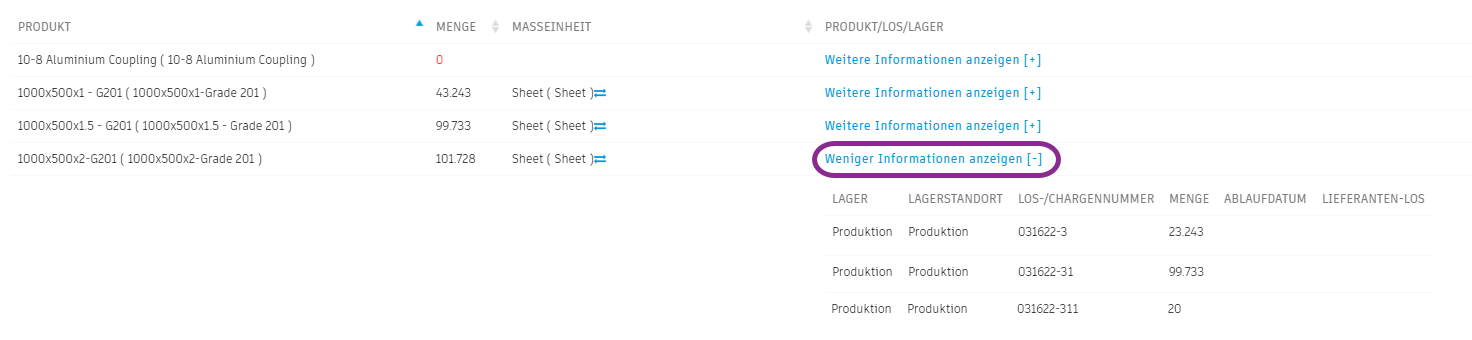 PRODUKT MENGE MASSEINHEIT PRODUKT/LOS/LAGER
10-8 Aluminium Coupling ( 10-8 Aluminium Coupling ) 0 Weitere Informationen anzeigen [+]
1000x500x1 - G201 ( 1000x500x1-Grade 201 ) 43.243 Sheet ( Sheet ) Weitere Informationen anzeigen [+]
1000x500x1.5 - G201 ( 1000x500x1.5 - Grade 201 ) 99.733 Sheet ( Sheet ) Weitere Informationen anzeigen [+]
1000x500x2-G201 ( 1000x500x2-Grade 201 ) 101.728 Sheet ( Sheet ) Weniger Informationen anzeigen [-]
LAGER LAGERSTANDORT LOS-/CHARGENNUMMER MENGE ABLAUFDATUM LIEFERANTEN-LOS
Produktion Produktion 031622-3 23.243
Produktion Produktion 031622-31 99.733
Produktion Produktion 031622-311 20